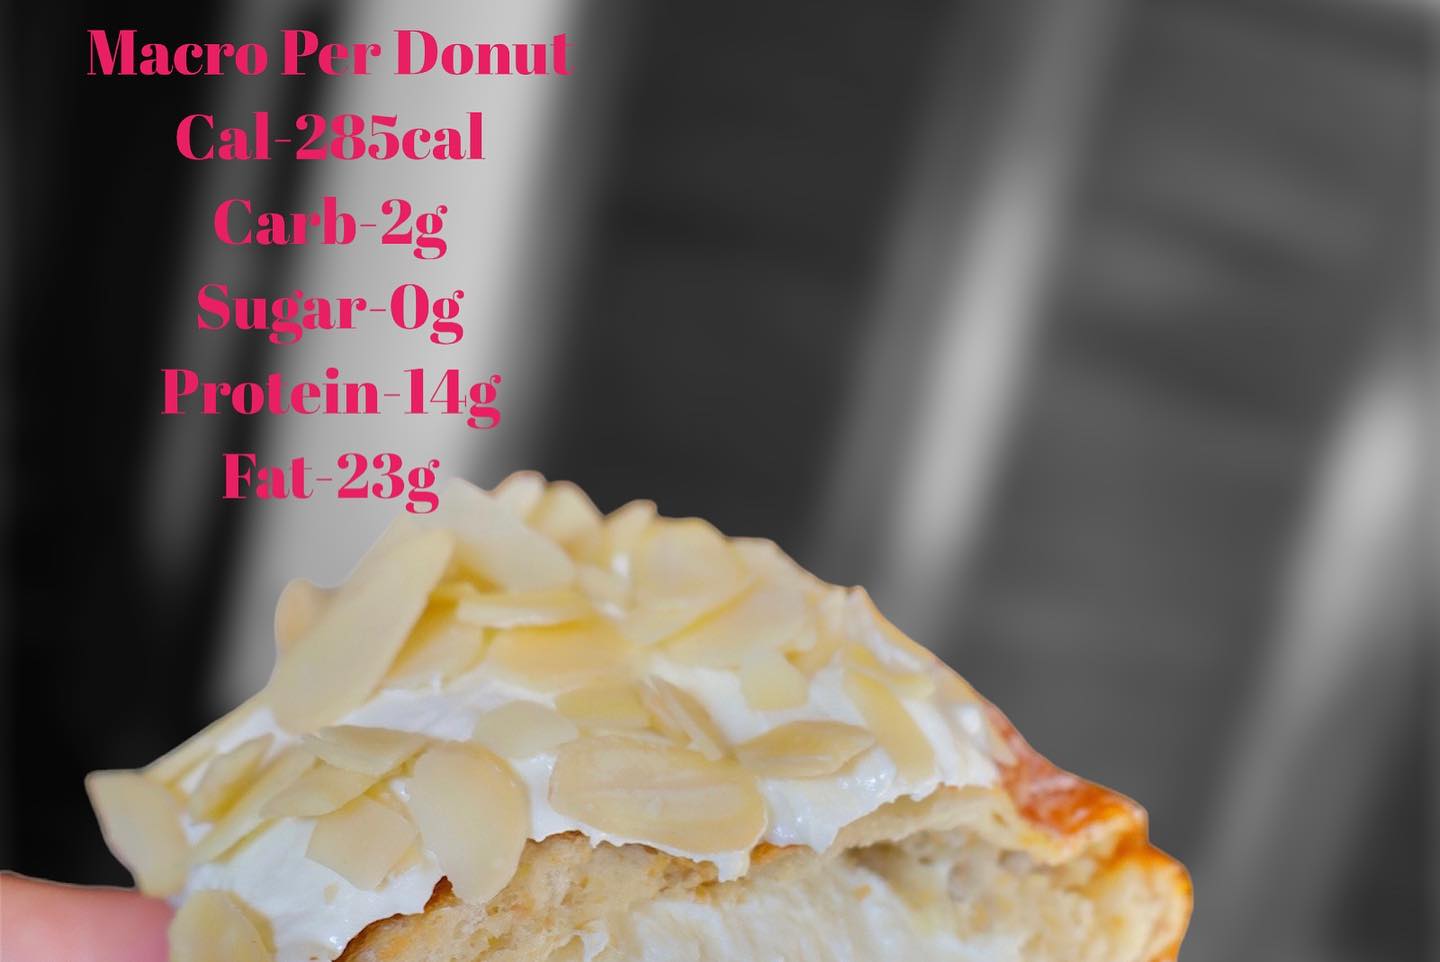 Macro Per Donut
Cal-285cal
Carb-2g
Sugar-0g
Protein-14g
Fat-23g